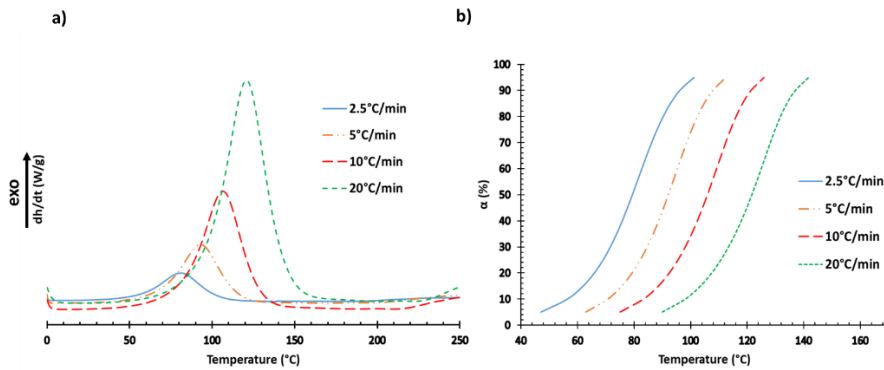 a)
exo
dh/dt (W/g)
2.5°C/min
5°C/min
10°C/min
20°C/min
0
50
100
150
200
250
Temperature (°C)
b)
α (%)
100
90
80
70
60
50
40
30
20
10
0
40
60
80
100
120
140
160
Temperature (°C)
2.5°C/min
5°C/min
10°C/min
20°C/min